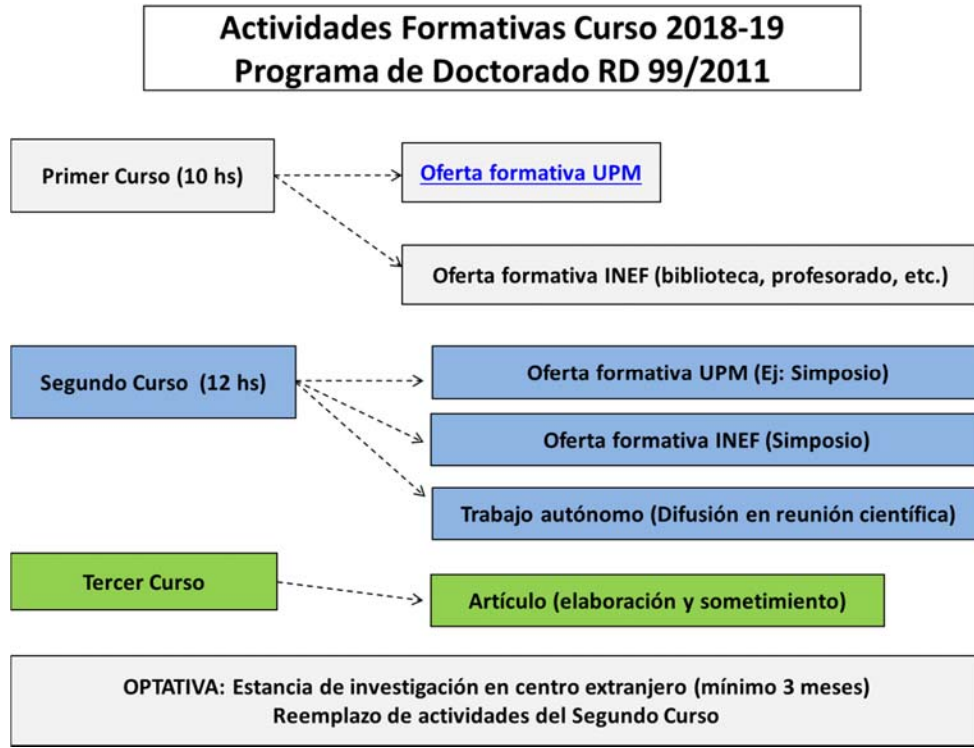 Actividades Formativas Curso 2018-19
Programa de Doctorado RD 99/2011
Primer Curso (10 hs)
Oferta formativa UPM
Oferta formativa INEF (biblioteca, profesorado, etc.)
Segundo Curso (12 hs)
Oferta formativa UPM (Ej: Simposio)
Oferta formativa INEF (Simposio)
Trabajo autónomo (Difusión en reunión científica)
Tercer Curso
Artículo (elaboración y sometimiento)
OPTATIVA: Estancia de investigación en centro extranjero (mínimo 3 meses)
Reemplazo de actividades del Segundo Curso